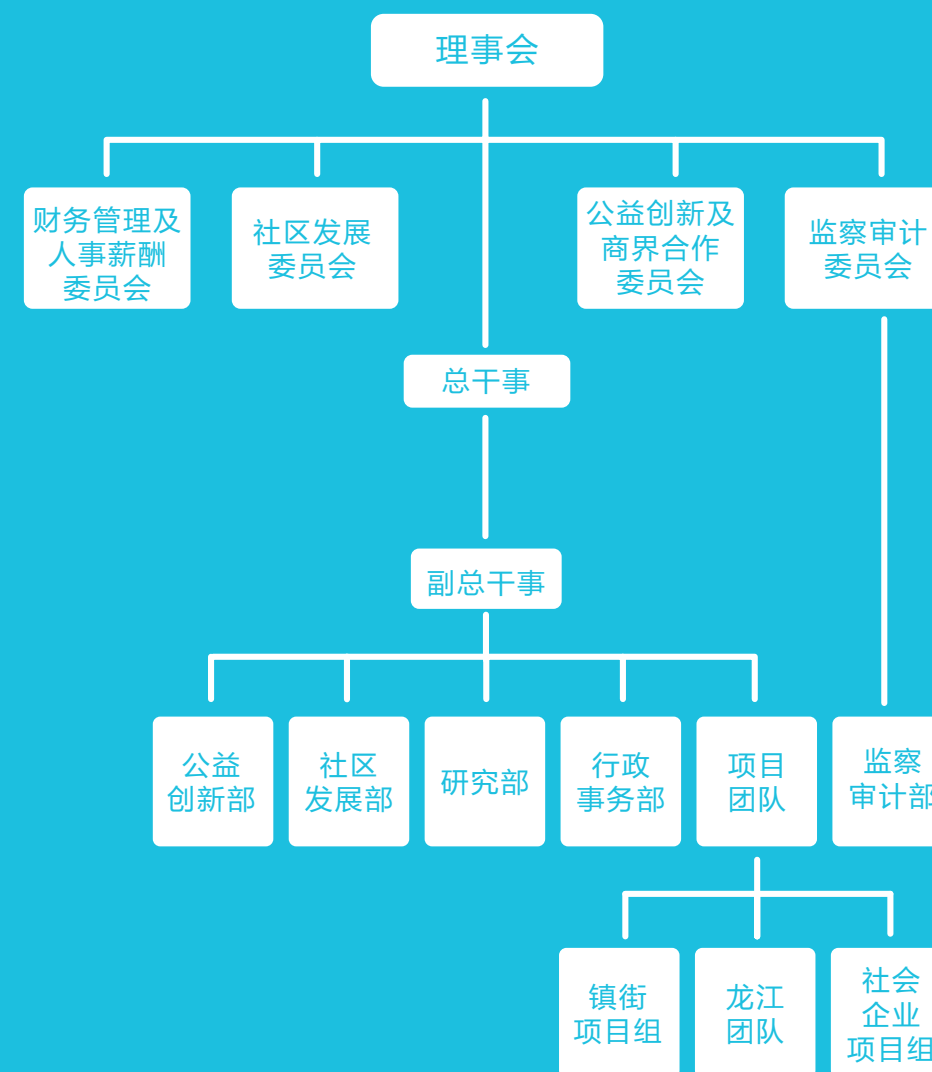 理事会
财务管理及
人事薪酬
委员会
社区发展
委员会
公益创新及
商界合作
委员会
监察审计
委员会
总干事
副总干事
公益
创新部
社区
发展部
研究部
行政
事务部
项目
团队
监察
审计部
镇街
项目组
龙江
团队
社会
企业
项目组